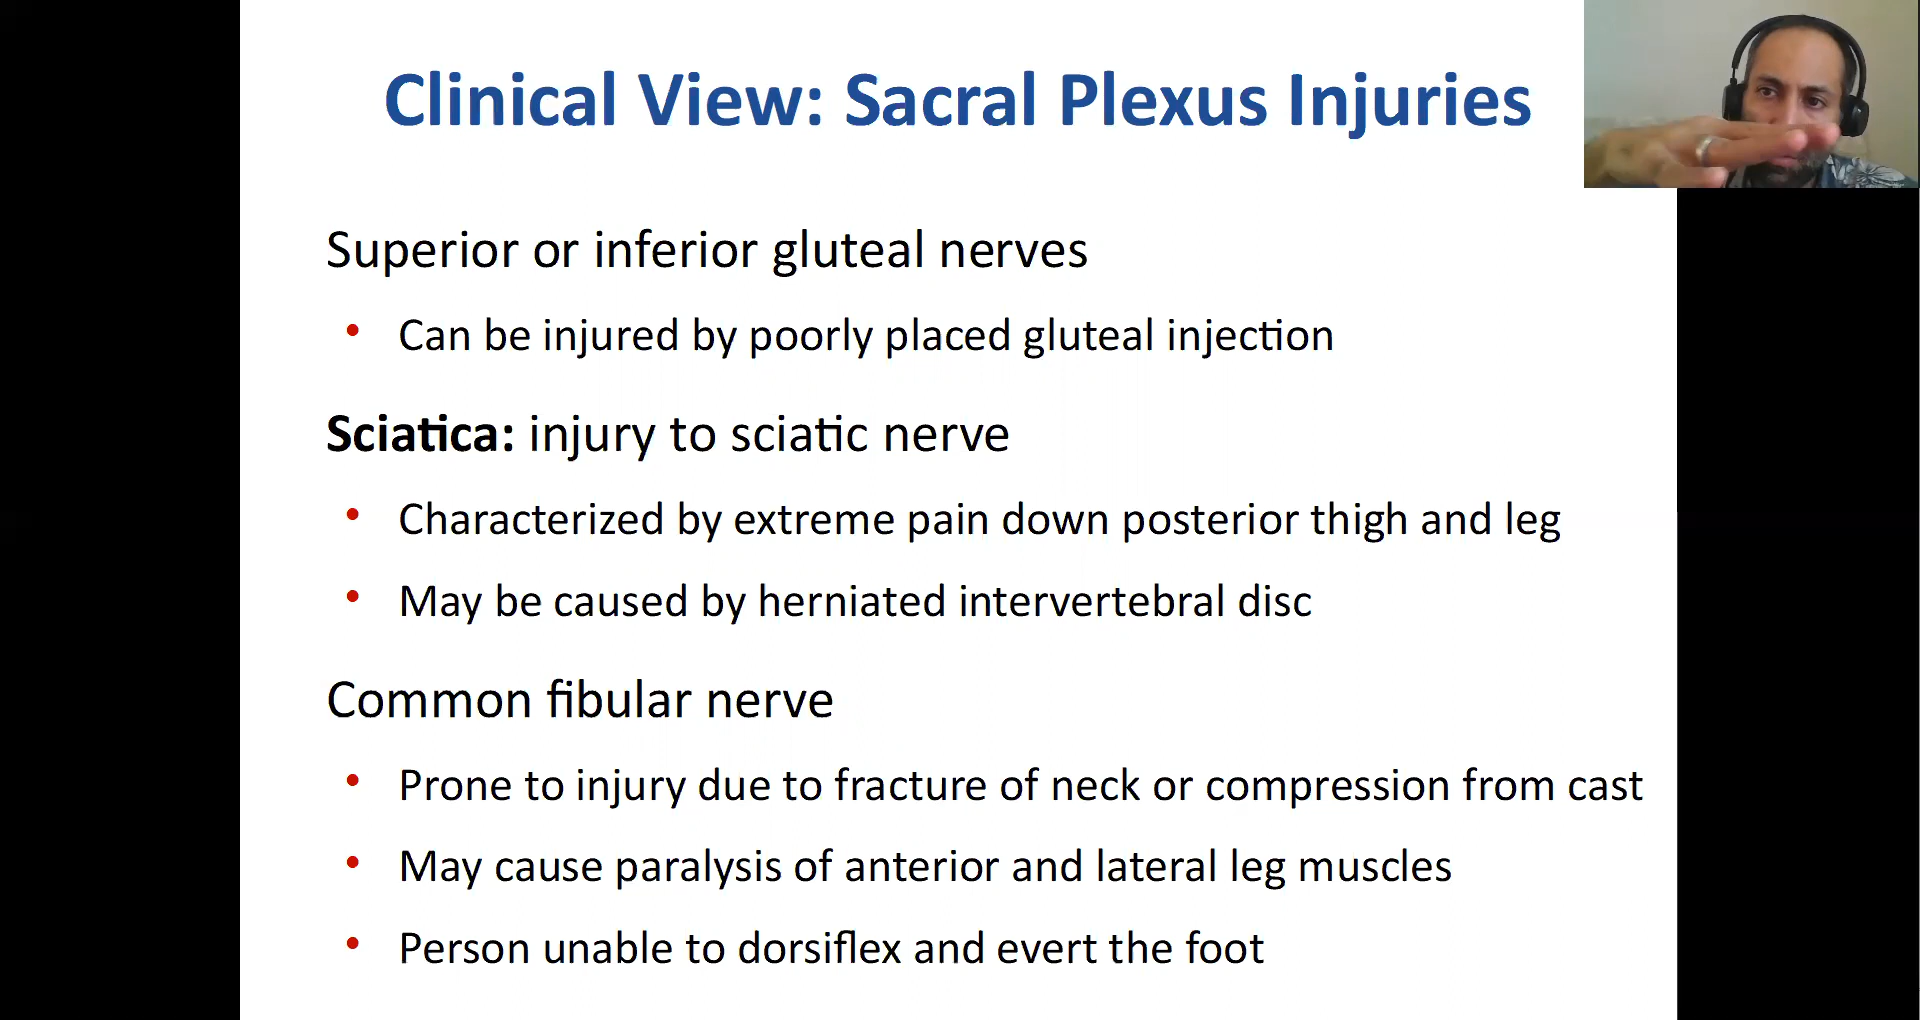 Clinical View: Sacral Plexus Injuries
Superior or inferior gluteal nerves
• Can be injured by poorly placed gluteal injection
Sciatica: injury to sciatic nerve
• Characterized by extreme pain down posterior thigh and leg
• May be caused by herniated intervertebral disc
Common fibular nerve
• Prone to injury due to fracture of neck or compression from cast
• May cause paralysis of anterior and lateral leg muscles
• Person unable to dorsiflex and evert the foot